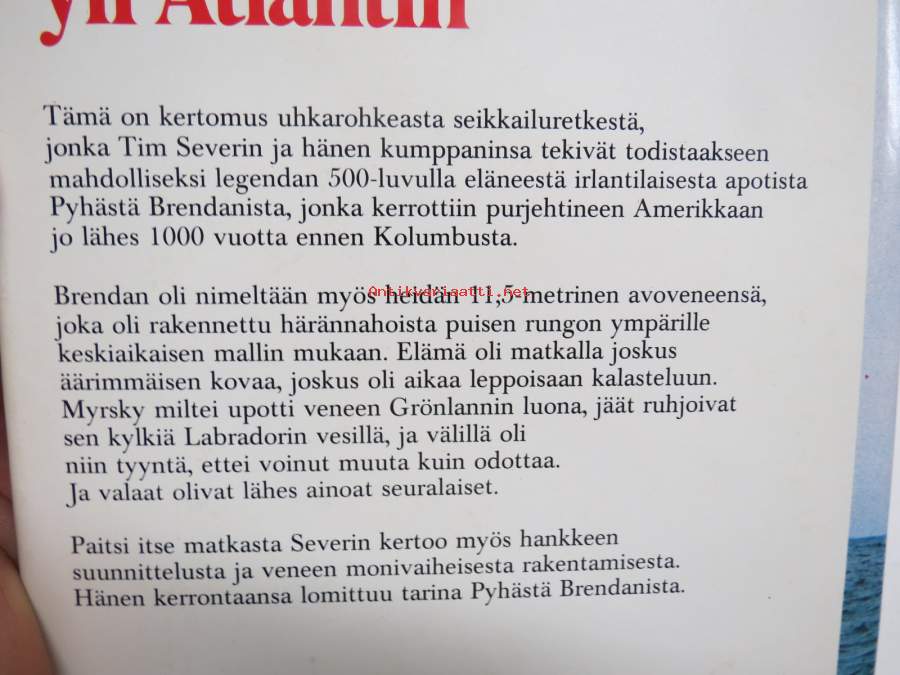 yli Atlantin
Tämä on kertomus uhkarohkeasta seikkailuretkestä,
jonka Tim Severin ja hänen kumppaninsa tekivät todistaakseen
mahdolliseksi legendan 500-luvulla eläneestä irlantilaisesta apotista
Pyhästä Brendanista, jonka kerrottiin purjehtineen Amerikkaan
jo lähes 1000 vuotta ennen Kolumbusta.
Brendan oli nimeltään myös heidän 11,5-metrinen avoveneensä,
Antikvariaatti.net
joka oli rakennettu härännahoista puisen rungon ympärille
keskiaikaisen mallin mukaan. Elämä oli matkalla joskus
äärimmäisen kovaa, joskus oli aikaa leppoisaan kalasteluun.
Myrsky miltei upotti veneen Grönlannin luona, jäät ruhjoivat
sen kylkiä Labradorin vesillä, ja välillä oli
niin tyyntä, ettei voinut muuta kuin odottaa.
Ja valaat olivat lähes ainoat seuralaiset.
Paitsi itse matkasta Severin kertoo myös hankkeen
suunnittelusta ja veneen monivaiheisesta rakentamisesta.
Hänen kerrontaansa lomittuu tarina Pyhästä Brendanista.